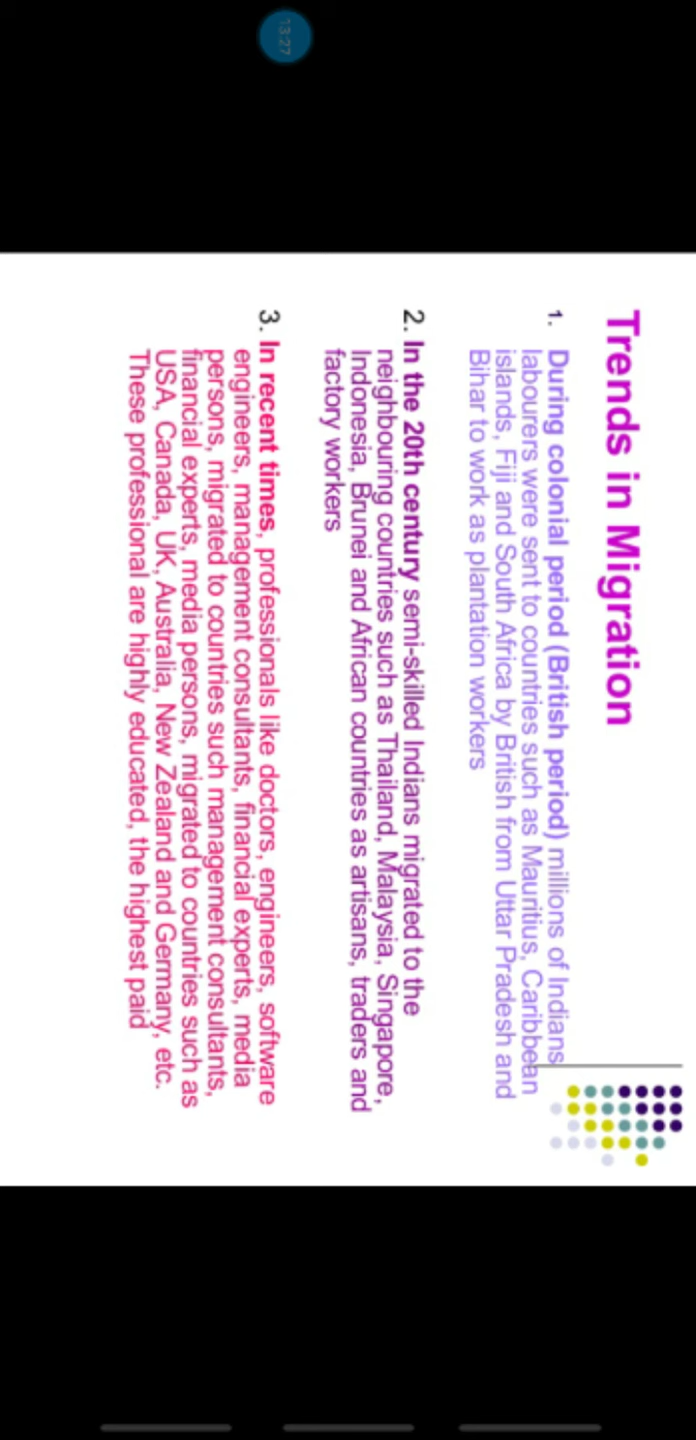 13:27
Trends in Migration
1. During colonial period (British period) millions of Indians
labourers were sent to countries such as Mauritius, Caribbean
islands, Fiji and South Africa by British from Uttar Pradesh and
Bihar to work as plantation workers
2. In the 20th century semi-skilled Indians migrated to the
neighbouring countries such as Thailand, Malaysia, Singapore,
Indonesia, Brunei and African countries as artisans, traders and
factory workers
3. In recent times, professionals like doctors, engineers, software
engineers, management consultants, financial experts, media
persons, migrated to countries such management consultants,
financial experts, media persons, migrated to countries such as
USA, Canada, UK, Australia, New Zealand and Germany, etc.
These professional are highly educated, the highest paid